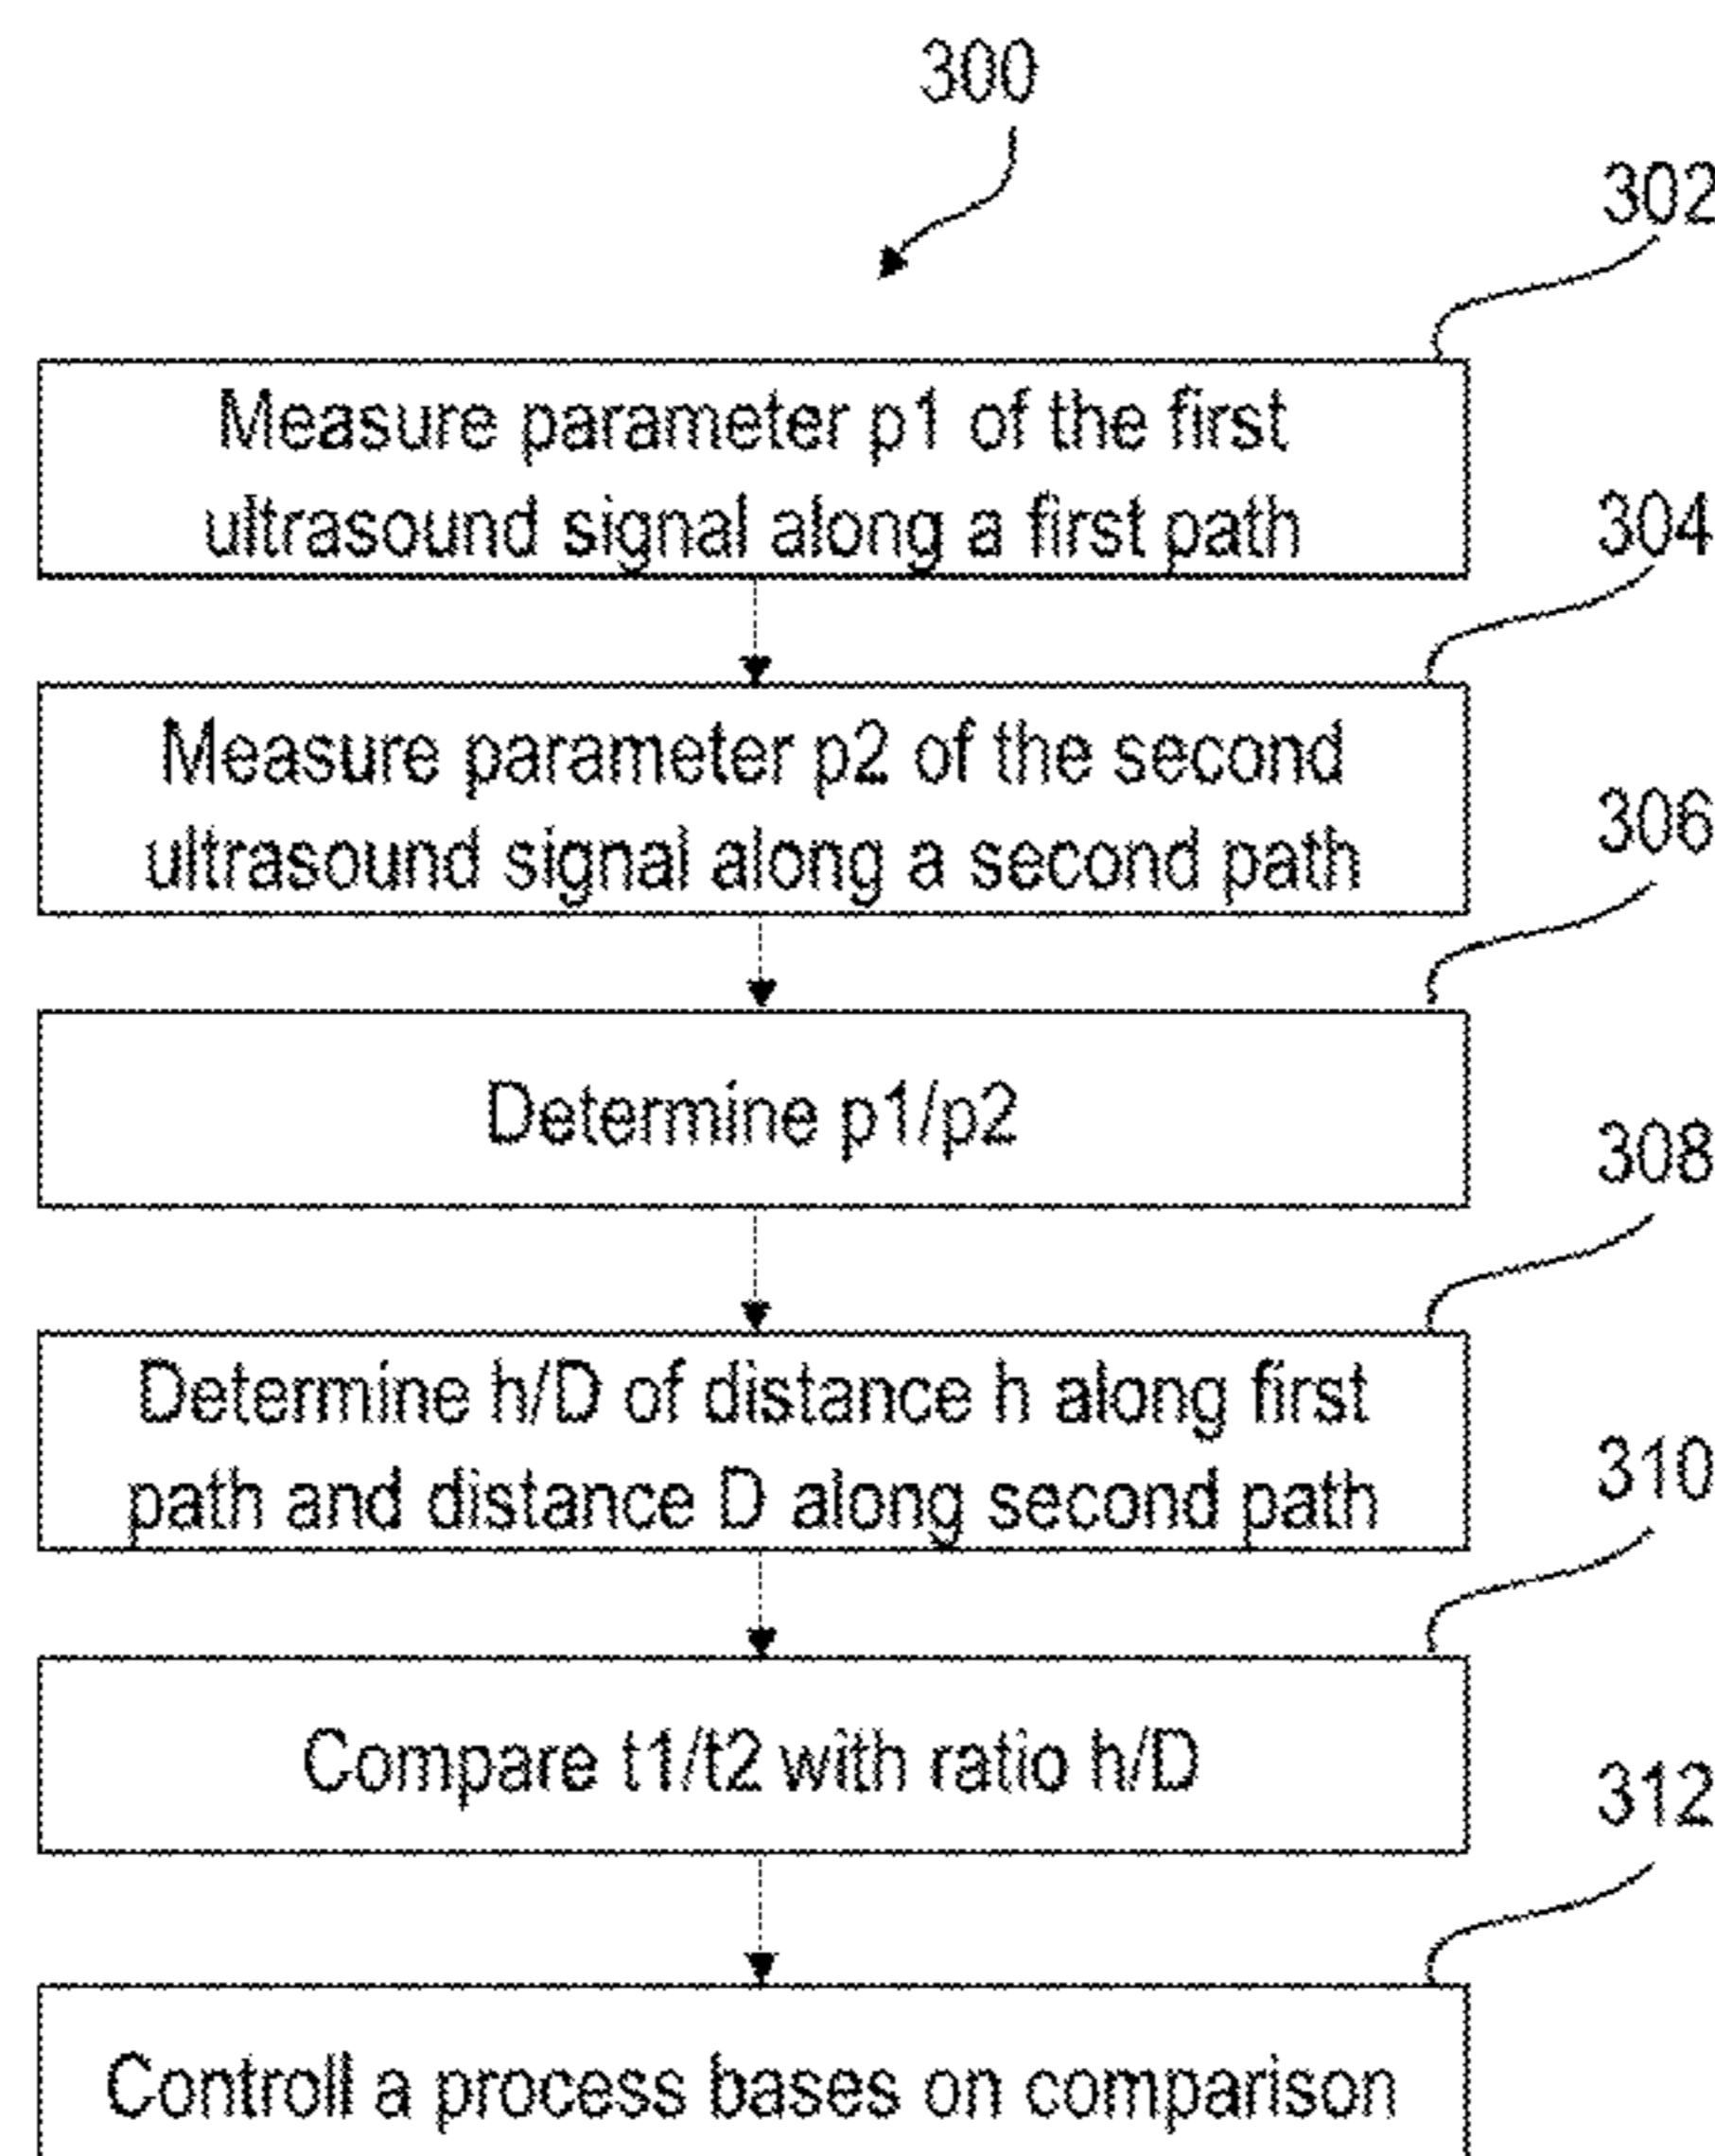 300
302
Measure parameter p1 of the first
ultrasound signal along a first path
304
Measure parameter p2 of the second
ultrasound signal along a second path
306
Determine p1/p2
308
Determine h/D of distance h along first
path and distance D along second path
310
Compare t1/t2 with ratio h/D
312
Controll a process bases on comparison